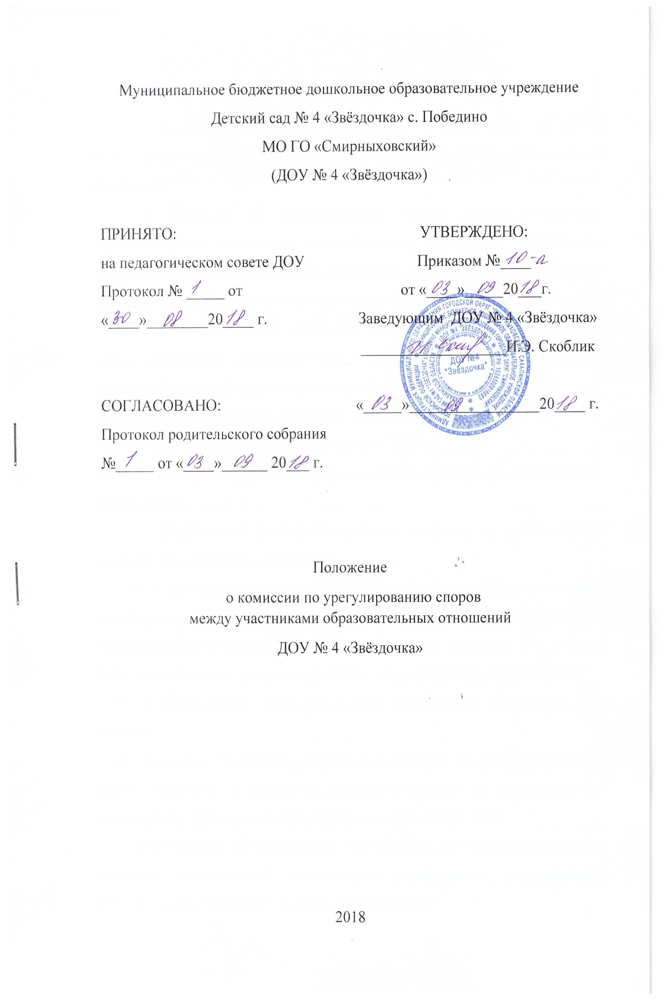 Муниципальное бюджетное дошкольное образовательное учреждение
Детский сад № 4 «Звёздочка» с. Победино
МО ГО «Смирныховский»
(ДОУ № 4 «Звёздочка»)
ПРИНЯТО:
на педагогическом совете ДОУ
Протокол № 1 от
«30» 08 2018 г.
УТВЕРЖДЕНО:
Приказом № 10-а
от «03» 09 2018 г.
Заведующим ДОУ № 4 «Звёздочка»
И.Э. Скоблик
ДОУ №4
"Звёздочка"
«03» 09 2018 г.
СОГЛАСОВАНО:
Протокол родительского собрания
№ 1 от «03» 09 2018 г.
Положение
о комиссии по урегулированию споров
между участниками образовательных отношений
ДОУ № 4 «Звёздочка»
2018